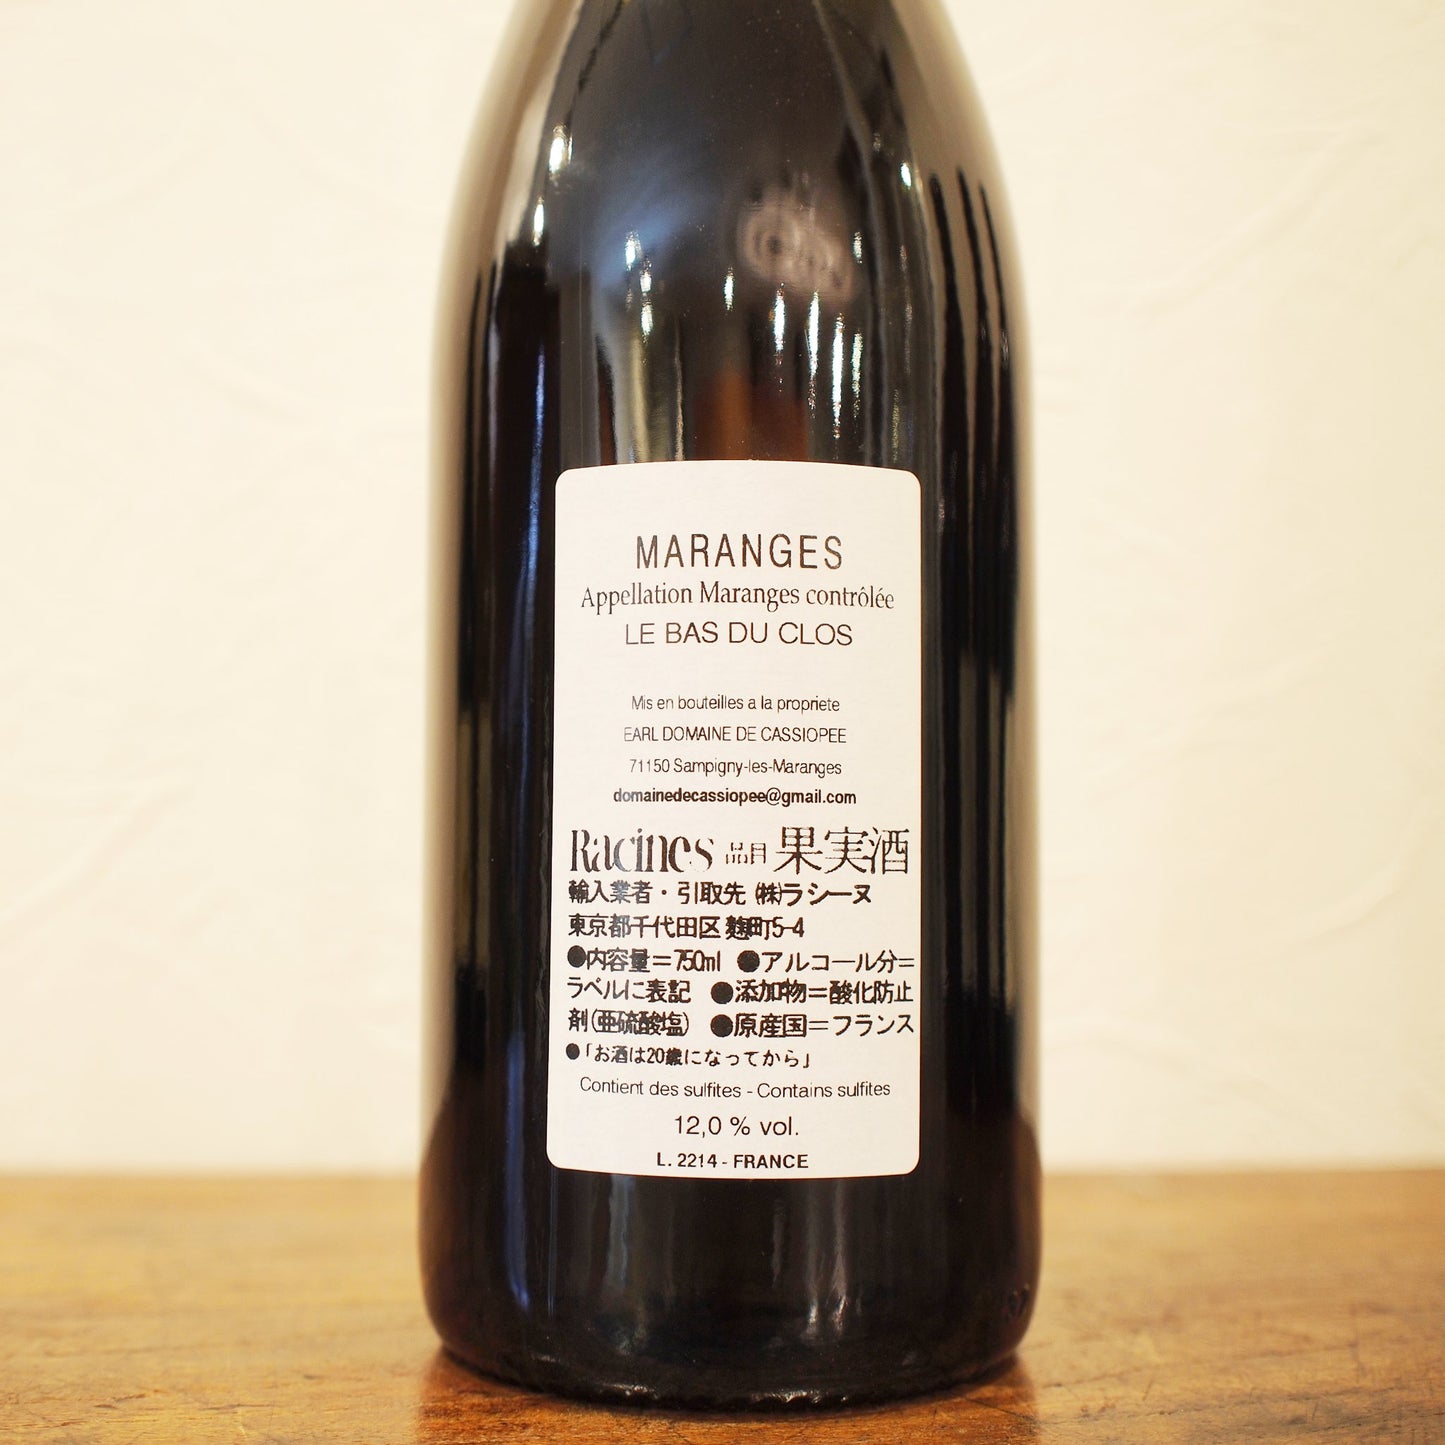 MARANGES
Appellation Maranges contrôlée
LE BAS DU CLOS
Mis en bouteilles a la propriete
EARL DOMAINE DE CASSIOPEE
71150 Sampigny-les-Maranges
domainedecassiopee@gmail.com
Racines 品目 果実酒
輸入業者・引取先 (株)ラシーヌ
東京都千代田区麹町5-4
●内容量=750ml ●アルコール分=
ラベルに表記 ●添加物=酸化防止
剤(亜硫酸塩) ●原産国=フランス
●「お酒は20歳になってから」
Contient des sulfites - Contains sulfites
12,0 % vol.
L. 2214 - FRANCE